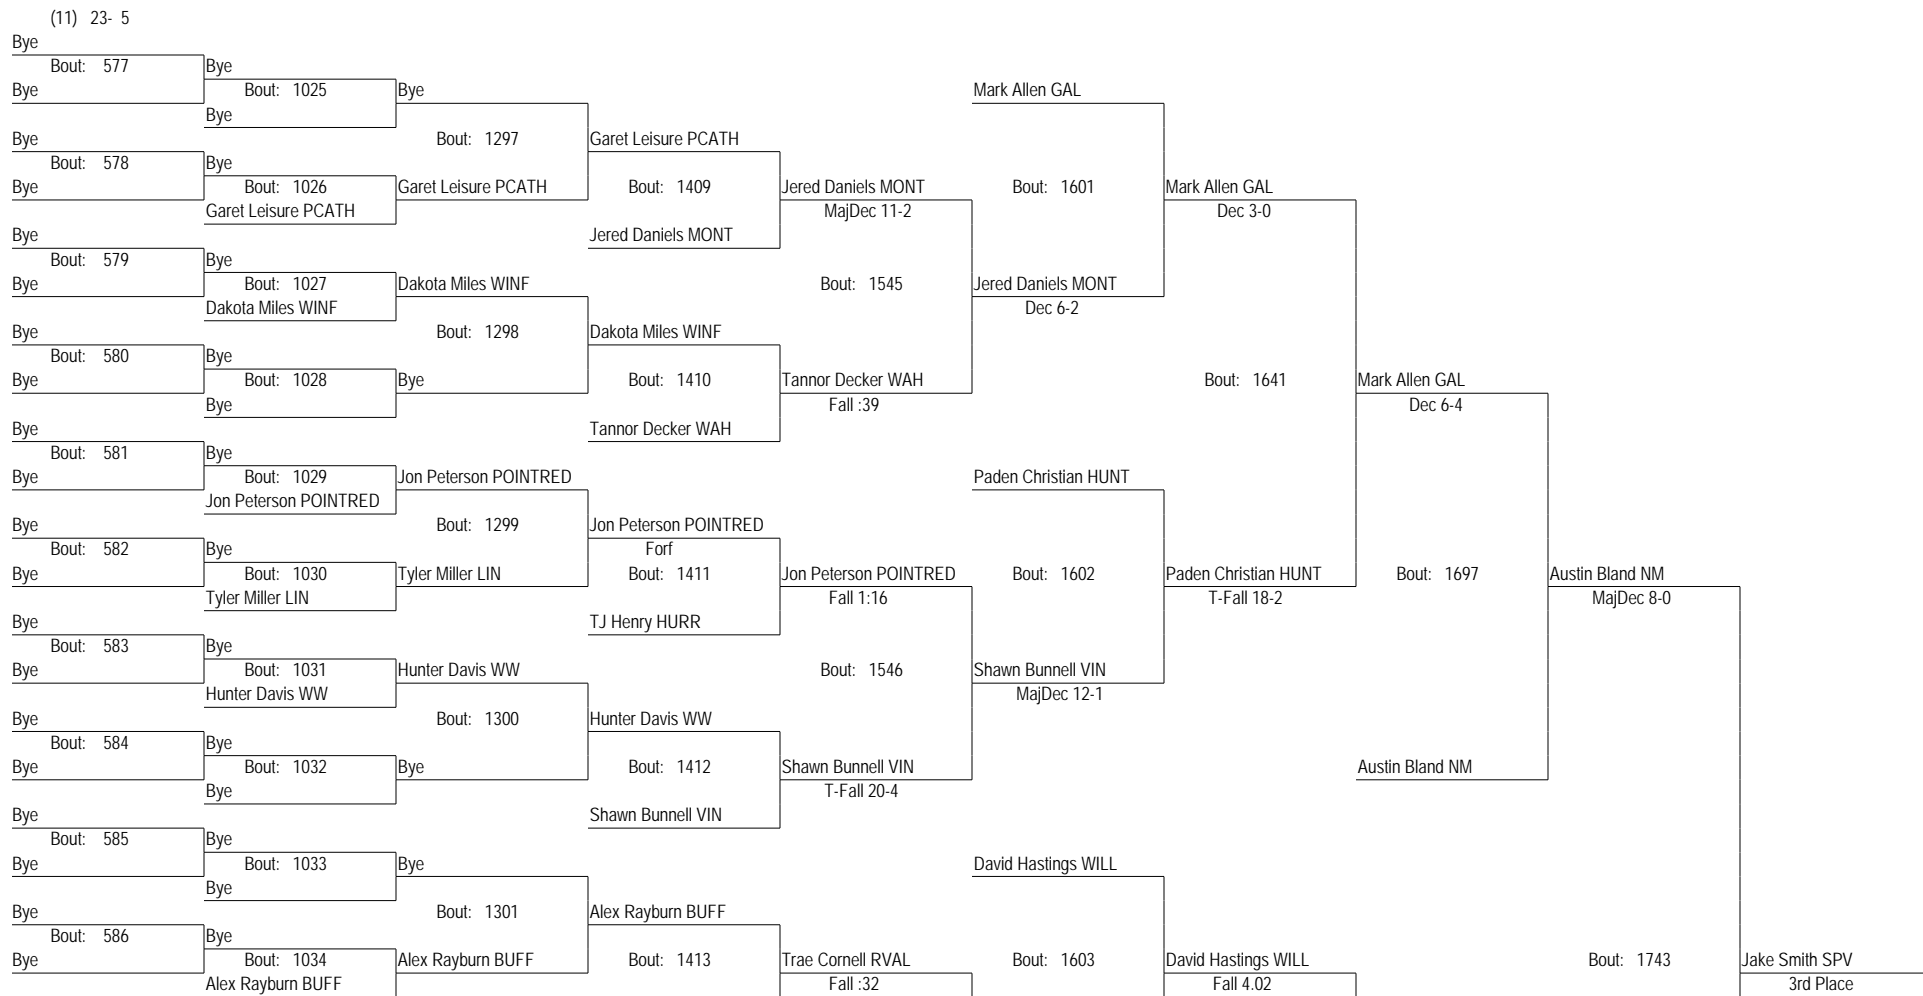 (11) 23- 5
Bye
Bout: 577 Bye
Bye Bout: 1025 Bye Mark Allen GAL
Bye
Bye Bout: 1297 Garet Leisure PCATH
Bout: 578 Bye
Bye Bout: 1026 Garet Leisure PCATH Bout: 1409 Jered Daniels MONT Bout: 1601 Mark Allen GAL
Garet Leisure PCATH MajDec 11-2 Dec 3-0
Bye Jered Daniels MONT
Bout: 579 Bye
Bye Bout: 1027 Dakota Miles WINF Bout: 1545 Jered Daniels MONT
Dakota Miles WINF Dec 6-2
Bye Bout: 1298 Dakota Miles WINF
Bout: 580 Bye
Bye Bout: 1028 Bye Bout: 1410 Tannor Decker WAH Bout: 1641 Mark Allen GAL
Bye Fall :39 Dec 6-4
Bye Tannor Decker WAH
Bout: 581 Bye
Bye Bout: 1029 Jon Peterson POINTRED Paden Christian HUNT
Jon Peterson POINTRED
Bye Bout: 1299 Jon Peterson POINTRED
Bout: 582 Bye Forf
Bye Bout: 1030 Tyler Miller LIN Bout: 1411 Jon Peterson POINTRED Bout: 1602 Paden Christian HUNT Bout: 1697 Austin Bland NM
Tyler Miller LIN Fall 1:16 T-Fall 18-2 MajDec 8-0
Bye TJ Henry HURR
Bout: 583 Bye
Bye Bout: 1031 Hunter Davis WW Bout: 1546 Shawn Bunnell VIN
Hunter Davis WW MajDec 12-1
Bye Bout: 1300 Hunter Davis WW
Bout: 584 Bye
Bye Bout: 1032 Bye Bout: 1412 Shawn Bunnell VIN Austin Bland NM
Bye T-Fall 20-4
Bye Shawn Bunnell VIN
Bout: 585 Bye
Bye Bout: 1033 Bye David Hastings WILL
Bye
Bye Bout: 1301 Alex Rayburn BUFF
Bout: 586 Bye
Bye Bout: 1034 Alex Rayburn BUFF Bout: 1413 Trae Cornell RVAL Bout: 1603 David Hastings WILL Bout: 1743 Jake Smith SPV
Alex Rayburn BUFF Fall :32 Fall 4.02 3rd Place